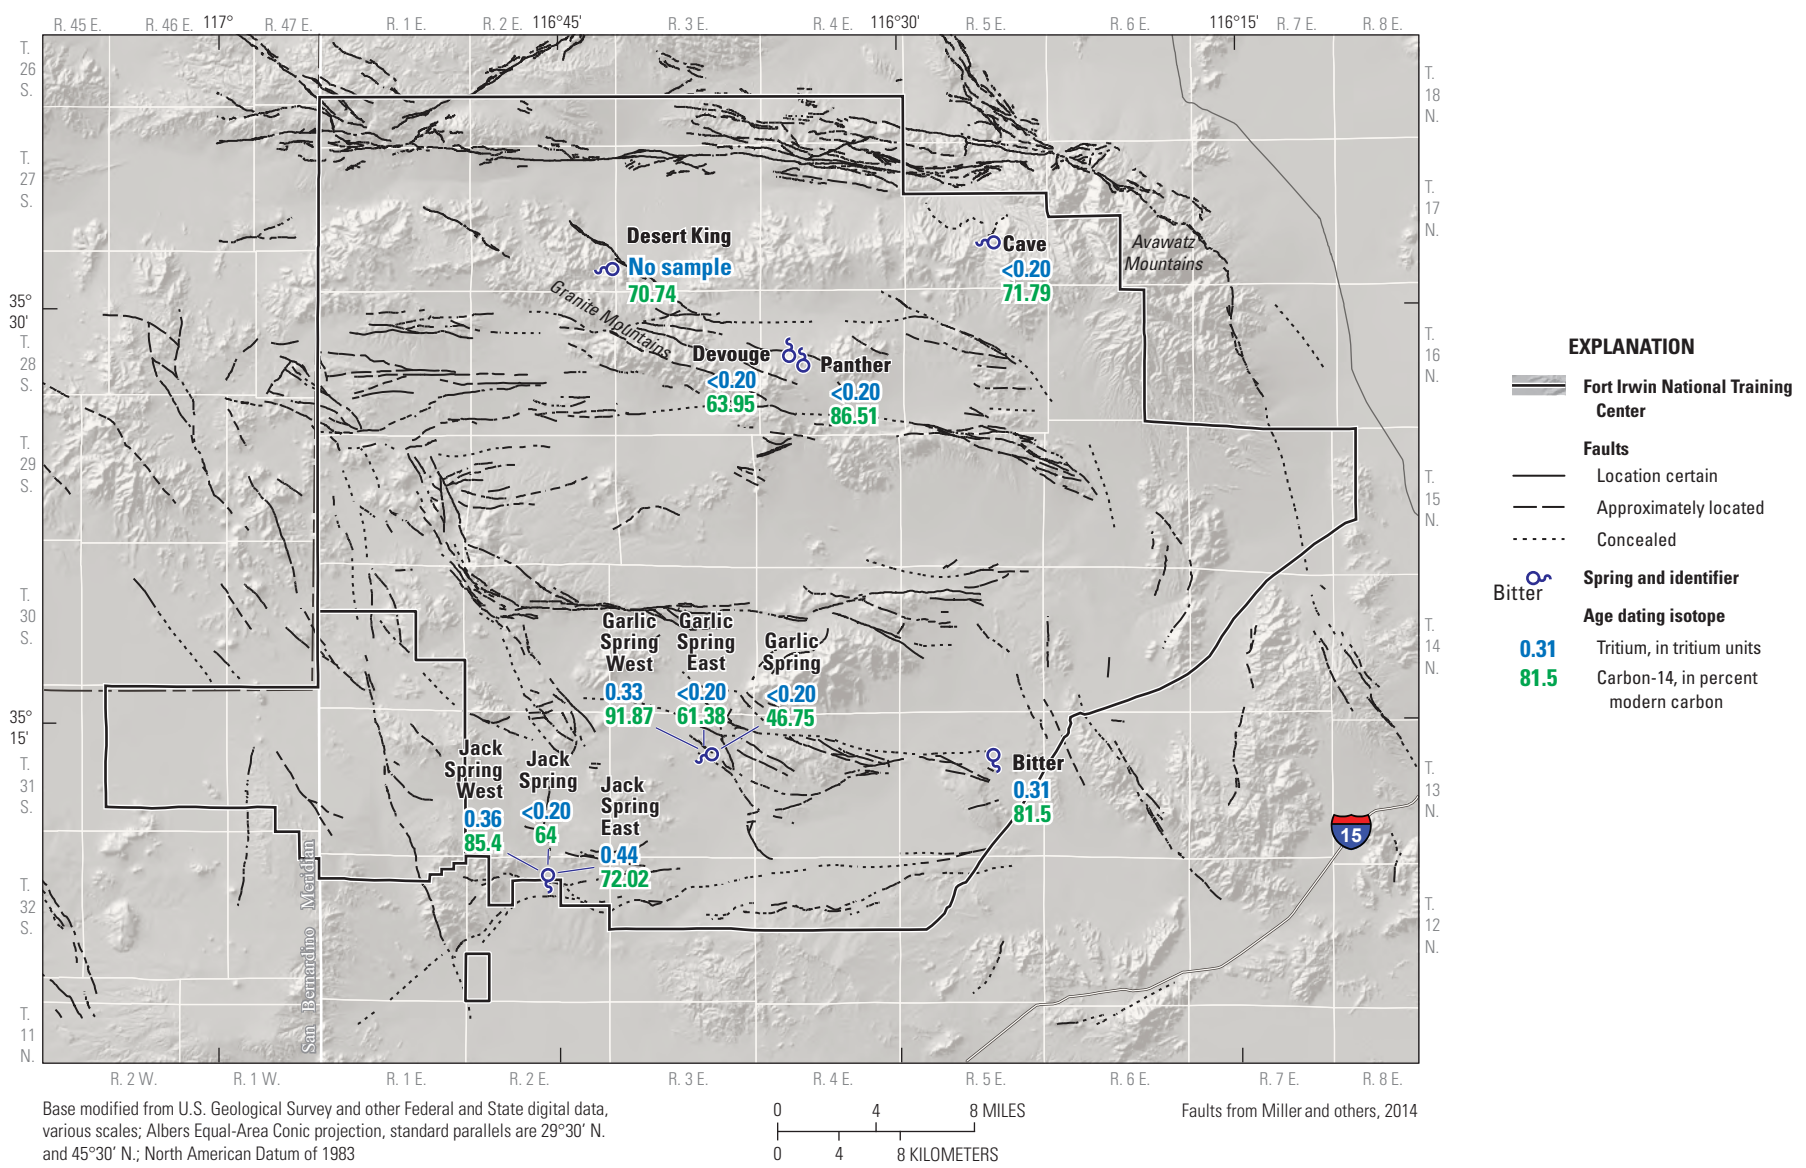 R. 45 E.
R. 46 E.
117°
R. 47 E.
R. 1 E.
R. 2 E.
116°45'
R. 3 E.
R. 4 E.
116°30'
R. 5 E.
R. 6 E.
116°15'
R. 7 E.
R. 8 E.
T.
26
S.
T.
27
S.
35°
30'
T.
28
S.
T.
29
S.
T.
30
S.
35°
15'
T.
31
S.
T.
32
S.
T.
11
N.
T.
18
N.
T.
17
N.
T.
16
N.
T.
15
N.
T.
14
N.
T.
13
N.
T.
12
N.
Desert King
No sample
70.74
Cave
<0.20
71.79
Avawatz
Mountains
Granite Mountains
Devouge
<0.20
63.95
Panther
<0.20
86.51
Garlic
Spring
West
0.33
91.87
Garlic
Spring
East
<0.20
61.38
Garlic
Spring
<0.20
46.75
Jack
Spring
West
0.36
85.4
Jack
Spring
<0.20
64
Jack
Spring
East
0.44
72.02
Bitter
0.31
81.5
15
San Bernardino Meridian
R. 2 W.
R. 1 W.
R. 1 E.
R. 2 E.
R. 3 E.
R. 4 E.
R. 5 E.
R. 6 E.
R. 7 E.
R. 8 E.
EXPLANATION
Fort Irwin National Training
Center
Faults
Location certain
Approximately located
Concealed
Bitter
Spring and identifier
Age dating isotope
0.31
Tritium, in tritium units
81.5
Carbon-14, in percent
modern carbon
Base modified from U.S. Geological Survey and other Federal and State digital data,
various scales; Albers Equal-Area Conic projection, standard parallels are 29°30' N.
and 45°30' N.; North American Datum of 1983
0 4 8 MILES
0 4 8 KILOMETERS
Faults from Miller and others, 2014